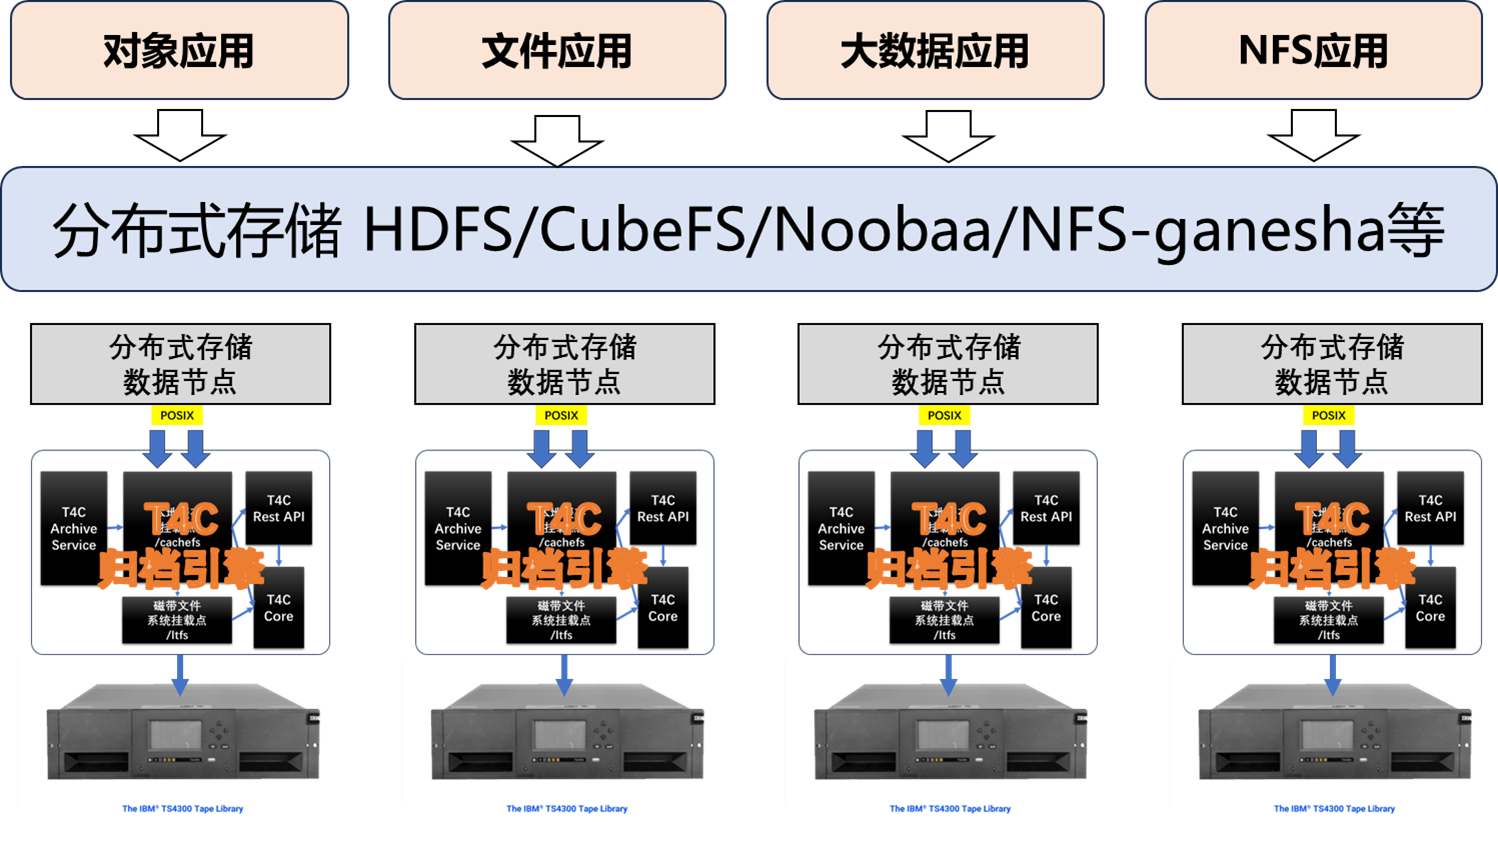 对象应用
文件应用
大数据应用
NFS应用
分布式存储 HDFS/CubeFS/Noobaa/NFS-ganesha等
分布式存储
数据节点
POSIX
T4C
Archive
Service
T4C
归档引擎
/cachefs
T4C
Rest API
磁带文件
系统挂载点
/ltfs
T4C
Core
The IBM® TS4300 Tape Library
分布式存储
数据节点
POSIX
T4C
Archive
Service
T4C
归档引擎
/cachefs
T4C
Rest API
磁带文件
系统挂载点
/ltfs
T4C
Core
The IBM® TS4300 Tape Library
分布式存储
数据节点
POSIX
T4C
Archive
Service
T4C
归档引擎
/cachefs
T4C
Rest API
磁带文件
系统挂载点
/ltfs
T4C
Core
The IBM® TS4300 Tape Library
分布式存储
数据节点
POSIX
T4C
Archive
Service
T4C
归档引擎
/cachefs
T4C
Rest API
磁带文件
系统挂载点
/ltfs
T4C
Core
The IBM® TS4300 Tape Library